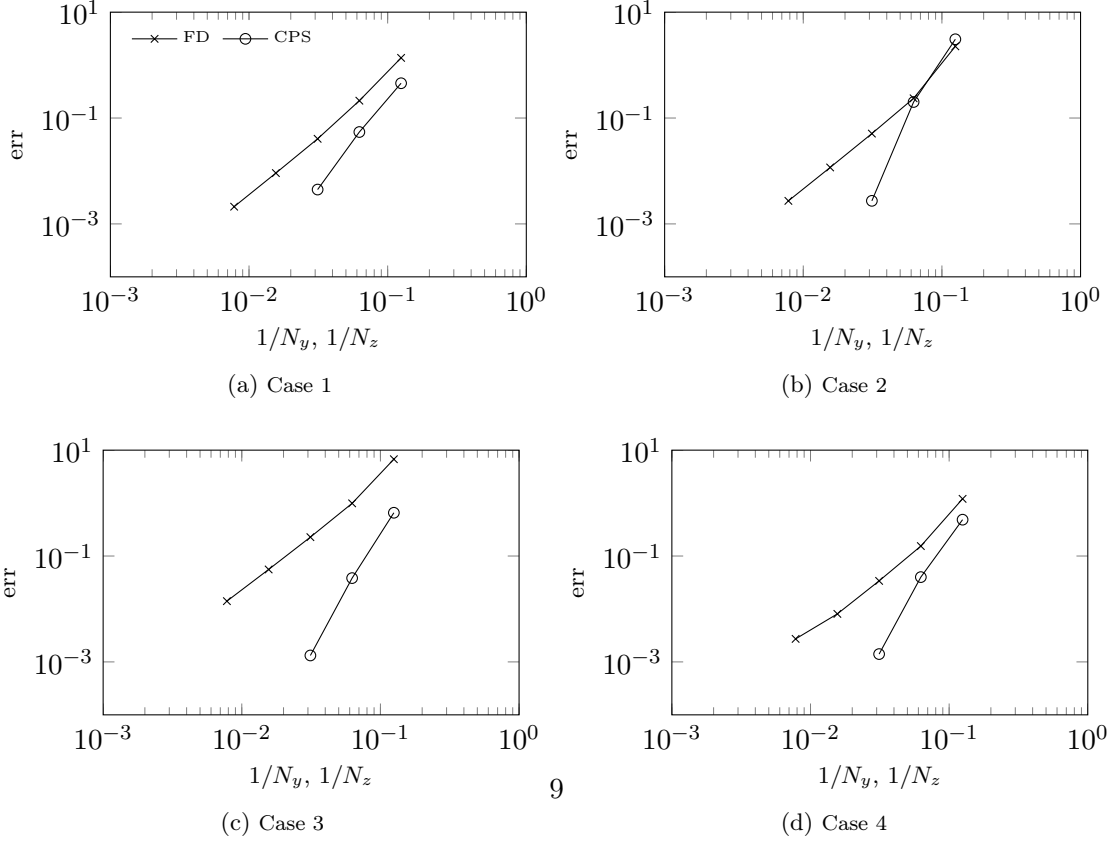 10^1
10^{-1}
10^{-3}
err
FD
CPS
10^{-3} 10^{-2} 10^{-1} 10^0
1/N_y, 1/N_z
(a) Case 1
10^1
10^{-1}
10^{-3}
err
10^{-3} 10^{-2} 10^{-1} 10^0
1/N_y, 1/N_z
(b) Case 2
10^1
10^{-1}
10^{-3}
err
10^{-3} 10^{-2} 10^{-1} 10^0
1/N_y, 1/N_z
(c) Case 3
10^1
10^{-1}
10^{-3}
err
10^{-3} 10^{-2} 10^{-1} 10^0
1/N_y, 1/N_z
(d) Case 4
9